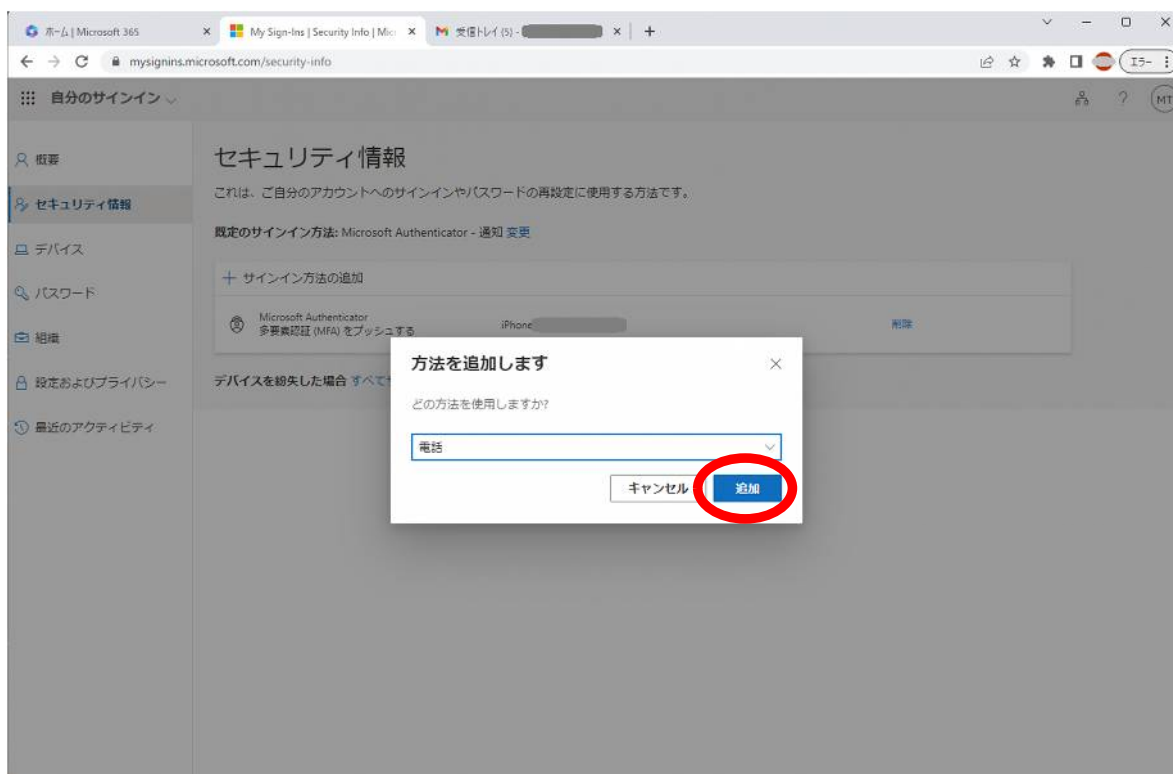 ホーム | Microsoft 365
My Sign-Ins | Security Info | Mic
受信トレイ (5) -
mysignins.microsoft.com/security-info
エラー
自分のサインイン
MT
概要
セキュリティ情報
デバイス
パスワード
組織
設定およびプライバシー
最近のアクティビティ
セキュリティ情報
これは、ご自分のアカウントへのサインインやパスワードの再設定に使用する方法です。
既定のサインイン方法: Microsoft Authenticator - 通知 変更
+ サインイン方法の追加
Microsoft Authenticator
多要素認証 (MFA) をプッシュする
iPhone
削除
デバイスを紛失した場合 すべて
方法を追加します
どの方法を使用しますか?
電話
キャンセル
追加